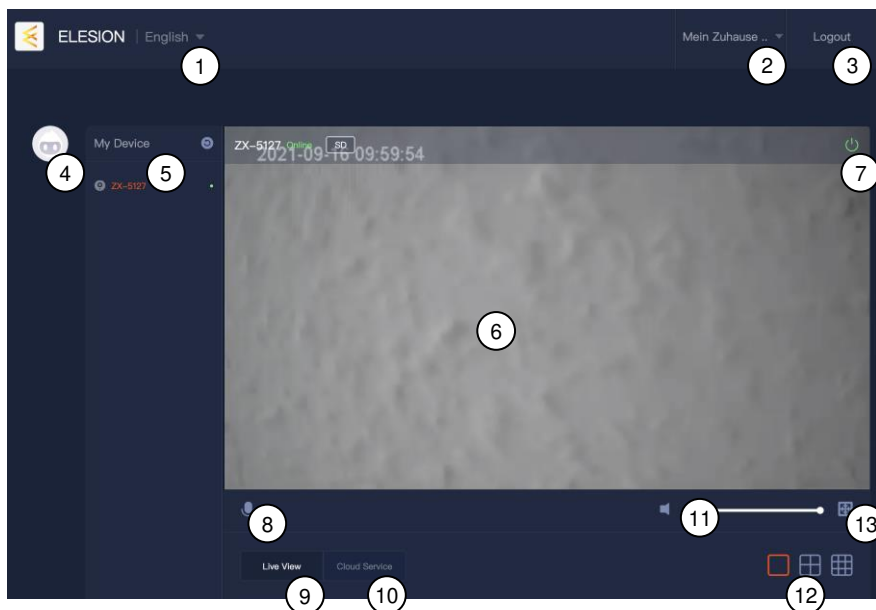 ELESION | English
Mein Zuhause ..
Logout
1
2
3
My Device
ZX-5127 Online SD
2021-09-16 09:59:54
4
5
7
ZX-5127
6
8
11
13
Live View
Cloud Service
9
10
12